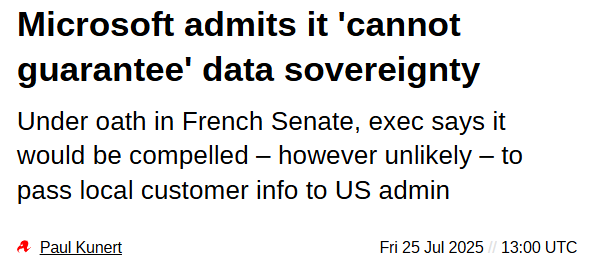 Microsoft admits it 'cannot
guarantee' data sovereignty
Under oath in French Senate, exec says it
would be compelled – however unlikely – to
pass local customer info to US admin
Paul Kunert Fri 25 Jul 2025 // 13:00 UTC